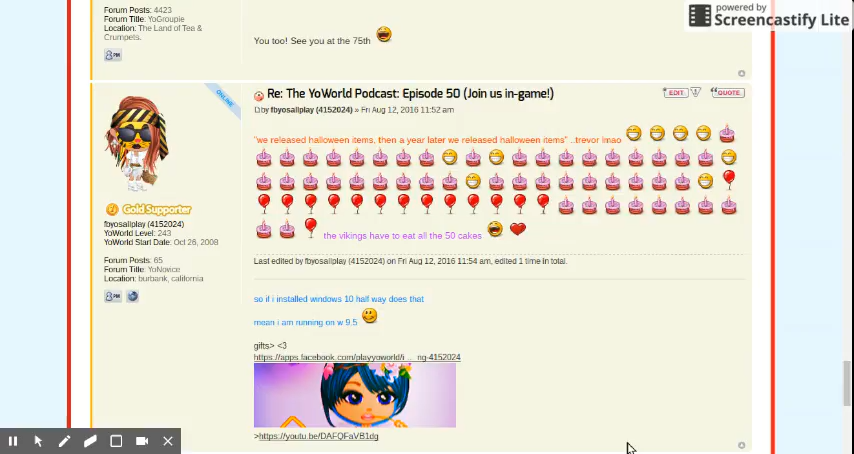 powered by
Screencastify Lite
Forum Posts: 4423
Forum Title: YoGroupie
Location: The Land of Tea &
Crumpets.
PM
You too! See you at the 75th
ONLINE
Re: The YoWorld Podcast: Episode 50 (Join us in-game!)
EDIT
QUOTE
by fbyosallplay (4152024) » Fri Aug 12, 2016 11:52 am
"we released halloween items, then a year later we released halloween items" ..trevor lmao
the vikings have to eat all the 50 cakes
Last edited by fbyosallplay (4152024) on Fri Aug 12, 2016 11:54 am, edited 1 time in total.
Gold Supporter
fbyosallplay (4152024)
YoWorld Level: 243
YoWorld Start Date: Oct 26, 2008
Forum Posts: 65
Forum Title: YoNovice
Location: burbank, california
PM
so if i installed windows 10 half way does that
mean i am running on w 9.5
gifts> <3
https://apps.facebook.com/playyoworld/i ... ng-4152024
>https://youtu.be/DAFQFaVB1dg